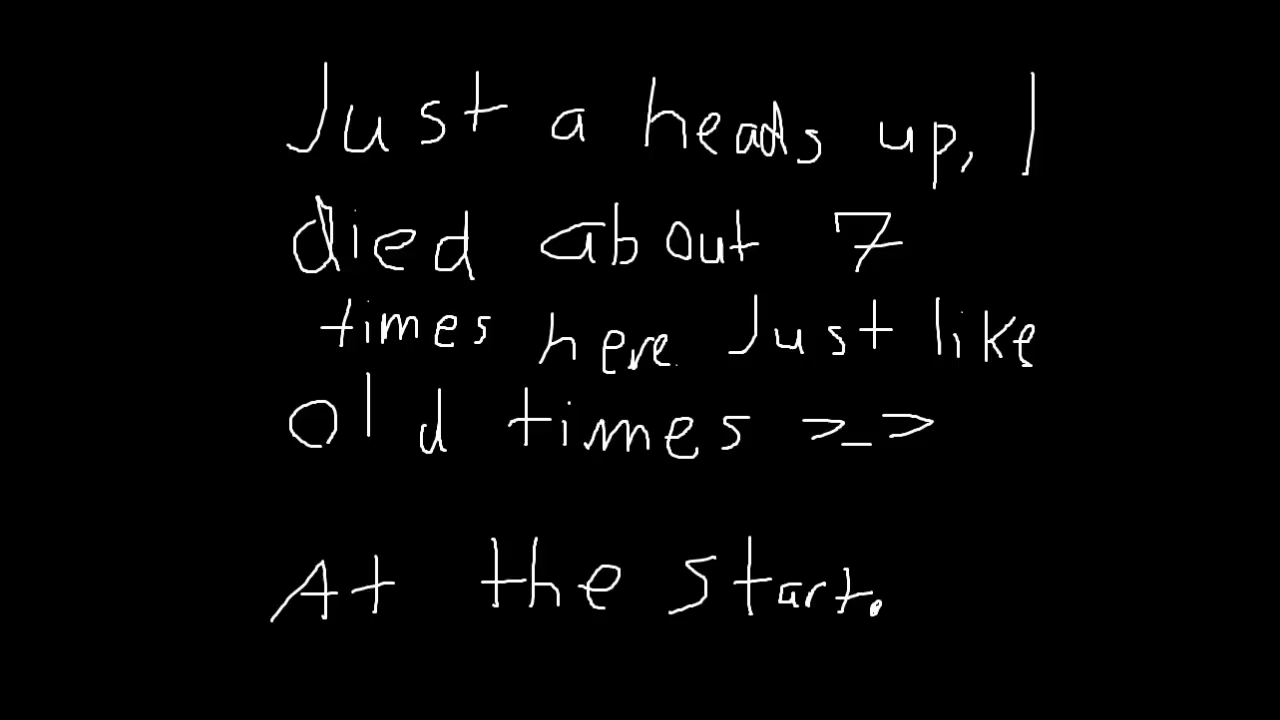 Just a heads up, I
died about 7
times here Just like
old times >_>
At the start.